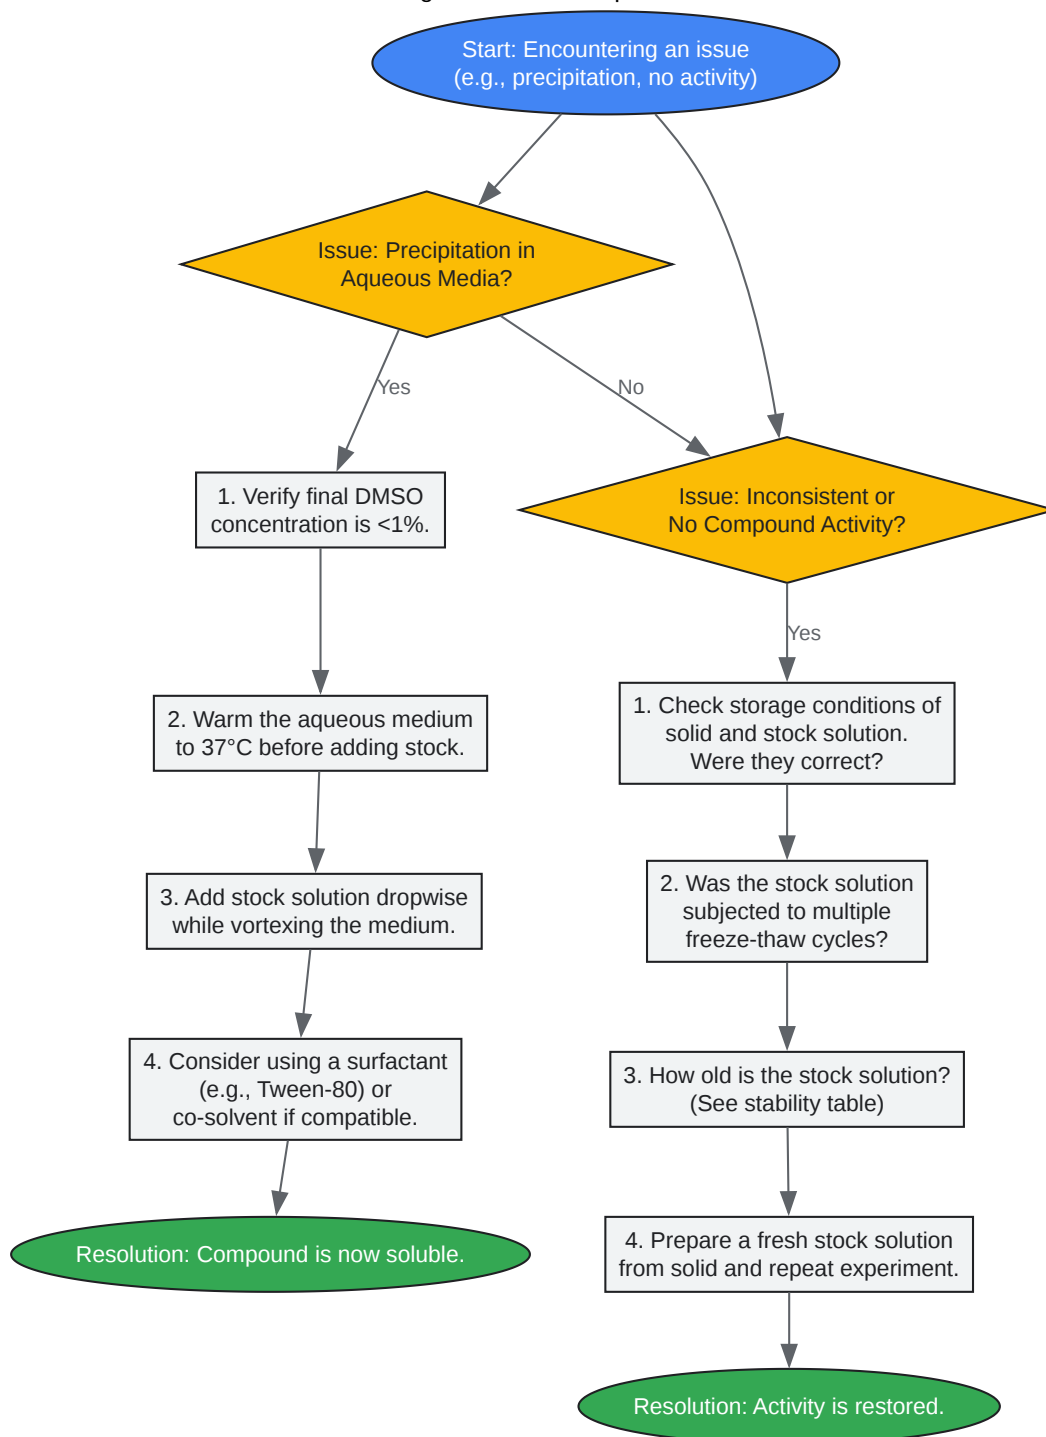 Start: Encountering an issue
(e.g., precipitation, no activity)
Issue: Precipitation in
Aqueous Media?
Yes
No
1. Verify final DMSO
concentration is <1%.
Issue: Inconsistent or
No Compound Activity?
Yes
2. Warm the aqueous medium
to 37°C before adding stock.
1. Check storage conditions of
solid and stock solution.
Were they correct?
3. Add stock solution dropwise
while vortexing the medium.
2. Was the stock solution
subjected to multiple
freeze-thaw cycles?
4. Consider using a surfactant
(e.g., Tween-80) or
co-solvent if compatible.
3. How old is the stock solution?
(See stability table)
Resolution: Compound is now soluble.
4. Prepare a fresh stock solution
from solid and repeat experiment.
Resolution: Activity is restored.